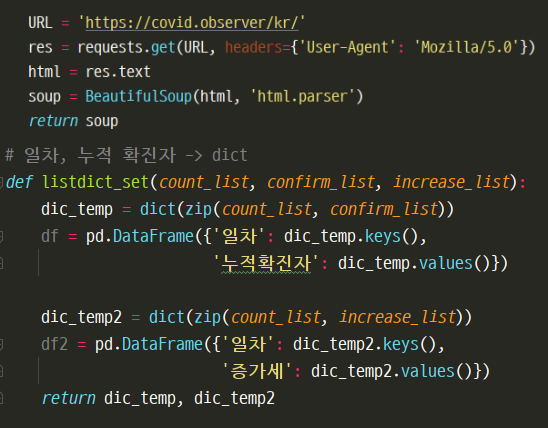 URL = 'https://covid.observer/kr/'
res = requests.get(URL, headers={'User-Agent': 'Mozilla/5.0'})
html = res.text
soup = BeautifulSoup(html, 'html.parser')
return soup
# 일차, 누적 확진자 -> dict
def listdict_set(count_list, confirm_list, increase_list):
dic_temp = dict(zip(count_list, confirm_list))
df = pd.DataFrame({'일차': dic_temp.keys(),
'누적확진자': dic_temp.values()})
dic_temp2 = dict(zip(count_list, increase_list))
df2 = pd.DataFrame({'일차': dic_temp2.keys(),
'증가세': dic_temp2.values()})
return dic_temp, dic_temp2